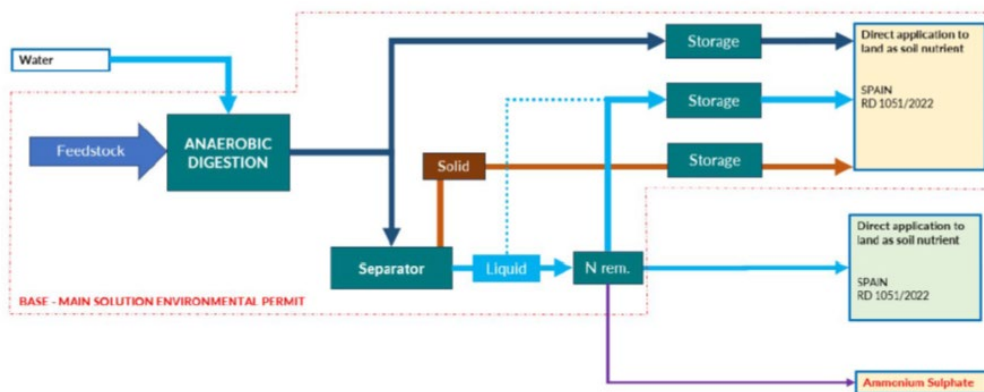 Water
Feedstock
ANAEROBIC
DIGESTION
Storage
Direct application to
land as soil nutrient
SPAIN
RD 1051/2022
Storage
Solid
Storage
Separator
Liquid
N rem.
Direct application to
land as soil nutrient
SPAIN
RD 1051/2022
BASE - MAIN SOLUTION ENVIRONMENTAL PERMIT
Ammonium Sulphate